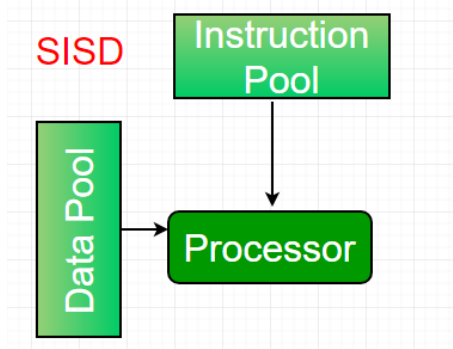 SISD
Instruction
Pool
Data Pool
Processor